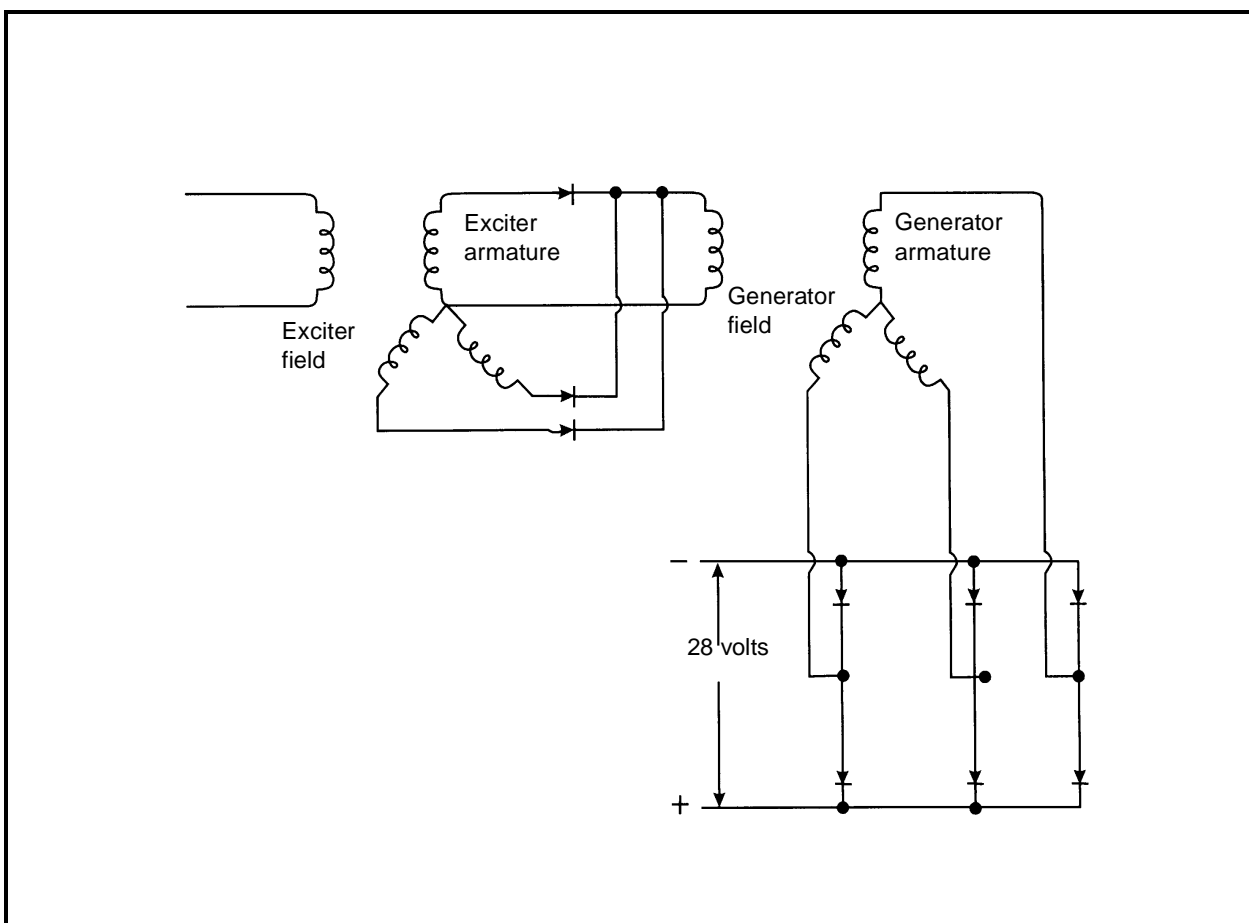 Exciter
armature
Generator
armature
Exciter
field
Generator
field
−
28 volts
+